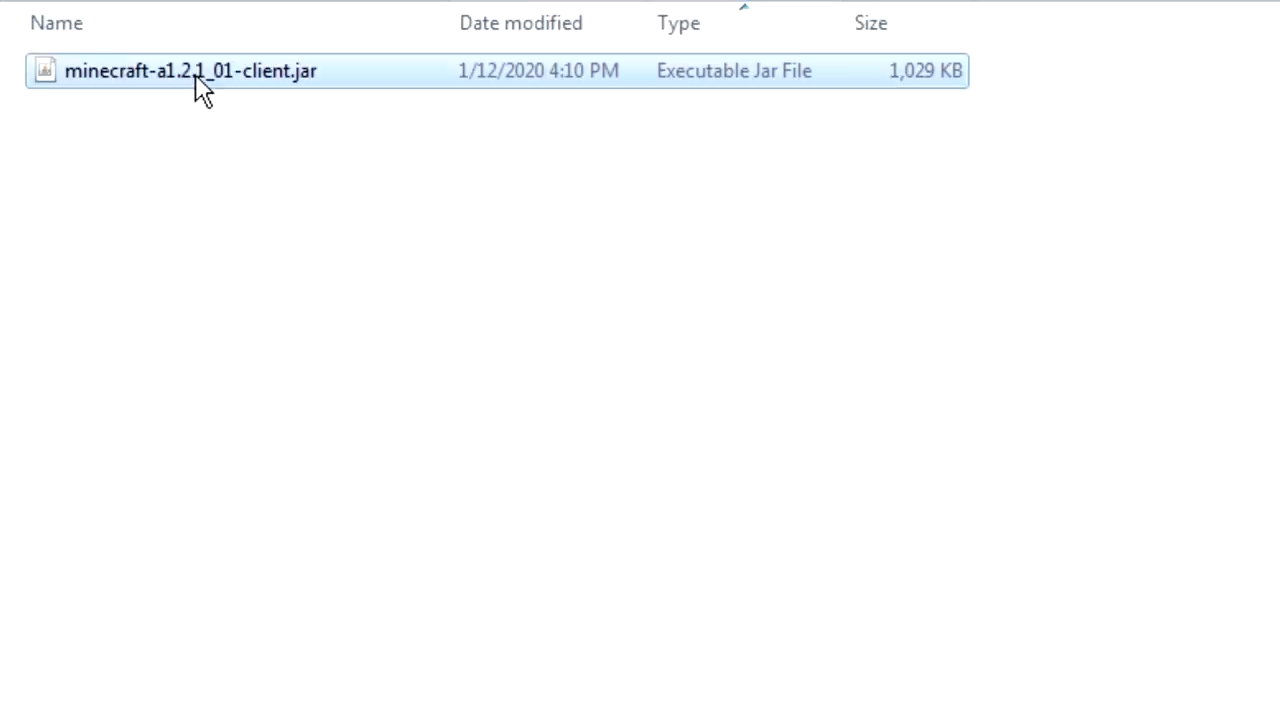 Name Date modified Type Size
minecraft-a1.2.1_01-client.jar 1/12/2020 4:10 PM Executable Jar File 1,029 KB